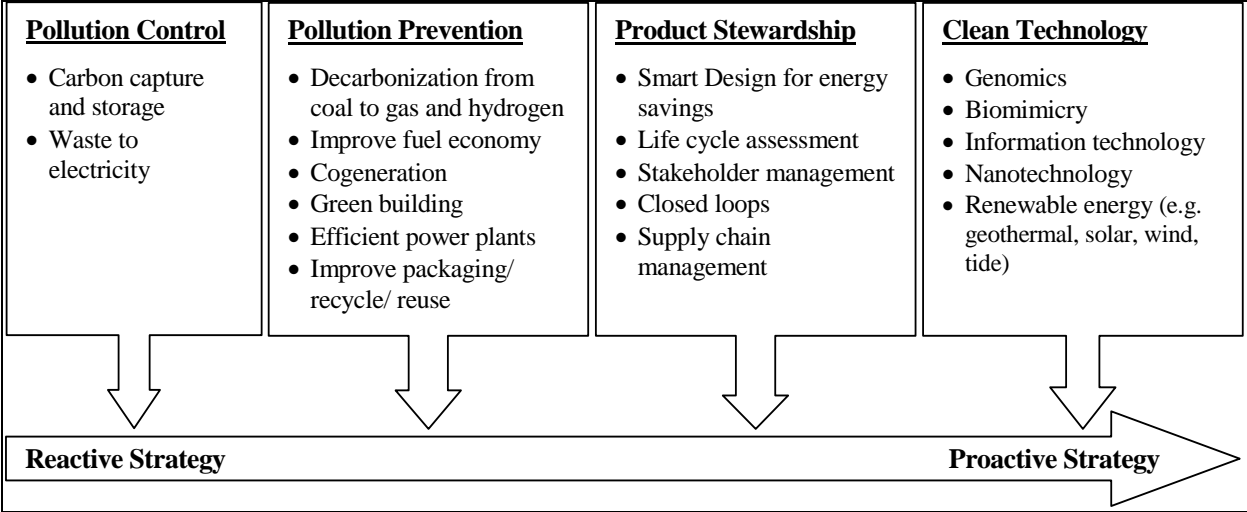 Pollution Control
• Carbon capture
and storage
• Waste to
electricity
Pollution Prevention
• Decarbonization from
coal to gas and hydrogen
• Improve fuel economy
• Cogeneration
• Green building
• Efficient power plants
• Improve packaging/
recycle/ reuse
Product Stewardship
• Smart Design for energy
savings
• Life cycle assessment
• Stakeholder management
• Closed loops
• Supply chain
management
Clean Technology
• Genomics
• Biomimicry
• Information technology
• Nanotechnology
• Renewable energy (e.g.
geothermal, solar, wind,
tide)
Reactive Strategy
Proactive Strategy